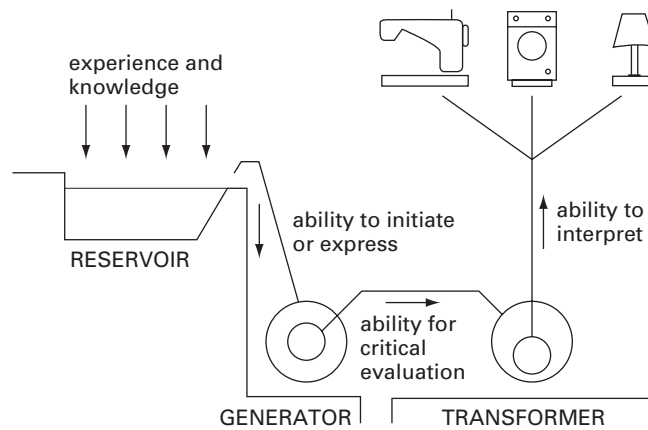 experience and
knowledge
RESERVOIR
ability to initiate
or express
ability to
interpret
ability for
critical
evaluation
GENERATOR
TRANSFORMER